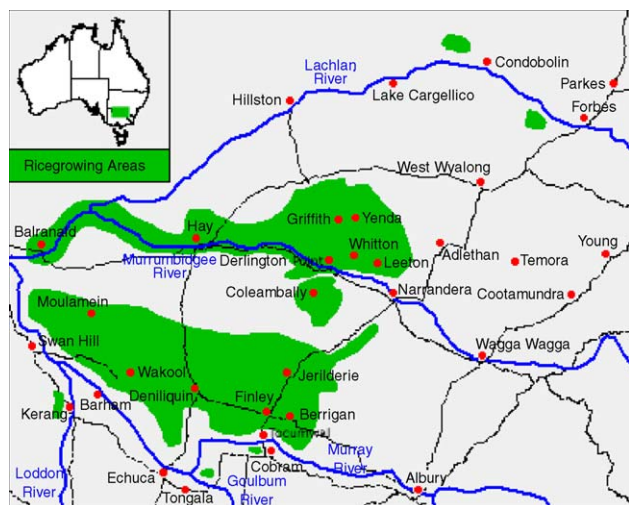 Condobolin
Lachlan
River
Parkes
Lake Cargellico
Hillston
Forbes
Ricegrowing Areas
West Wyalong
Griffith
Yenda
Hay
Balranald
Whitton
Adlethan
Young
Murrumbidgee
River
Derlington Point
Leeton
Temora
Coleambally
Narrandera
Cootamundra
Moulamein
Swan Hill
Wagga Wagga
Wakool
Jerilderie
Deniliquin
Finley
Kerang
Barham
Berrigan
Tocumwal
Cobram
Murray
River
Loddon
River
Echuca
Goulburn
River
Tongala
Albury